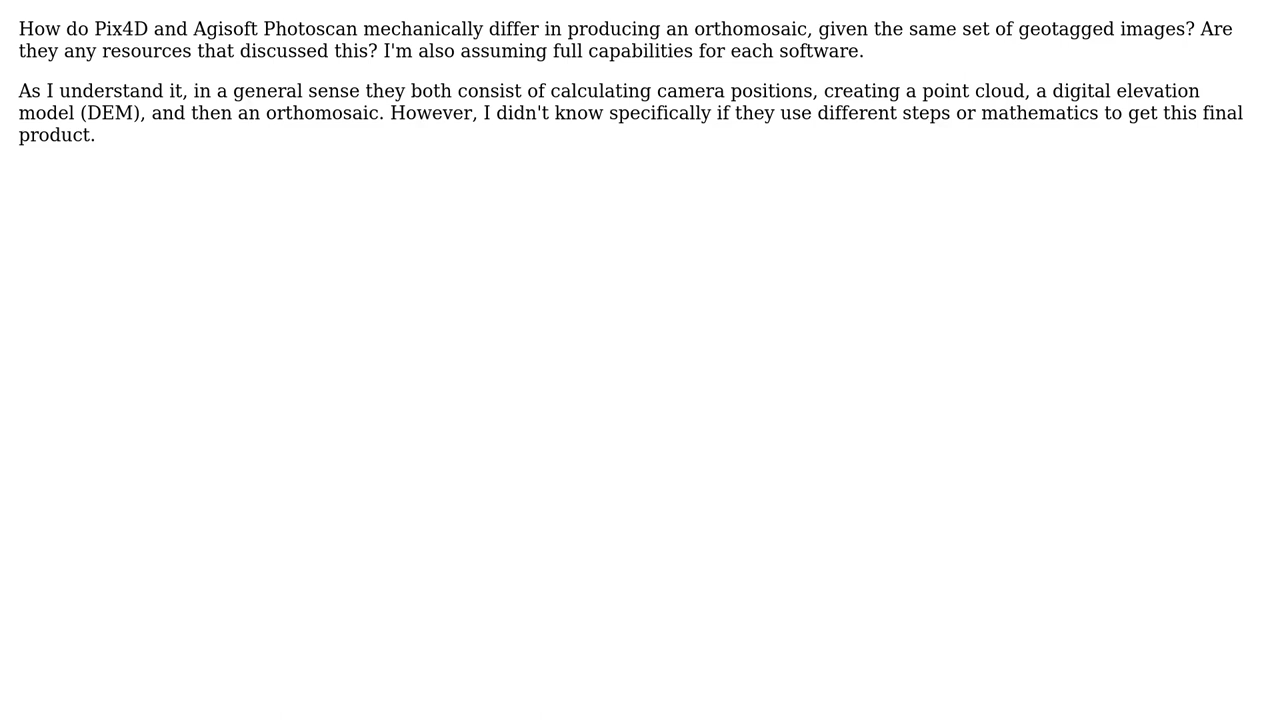 How do Pix4D and Agisoft Photoscan mechanically differ in producing an orthomosaic, given the same set of geotagged images? Are
they any resources that discussed this? I'm also assuming full capabilities for each software.
As I understand it, in a general sense they both consist of calculating camera positions, creating a point cloud, a digital elevation
model (DEM), and then an orthomosaic. However, I didn't know specifically if they use different steps or mathematics to get this final
product.